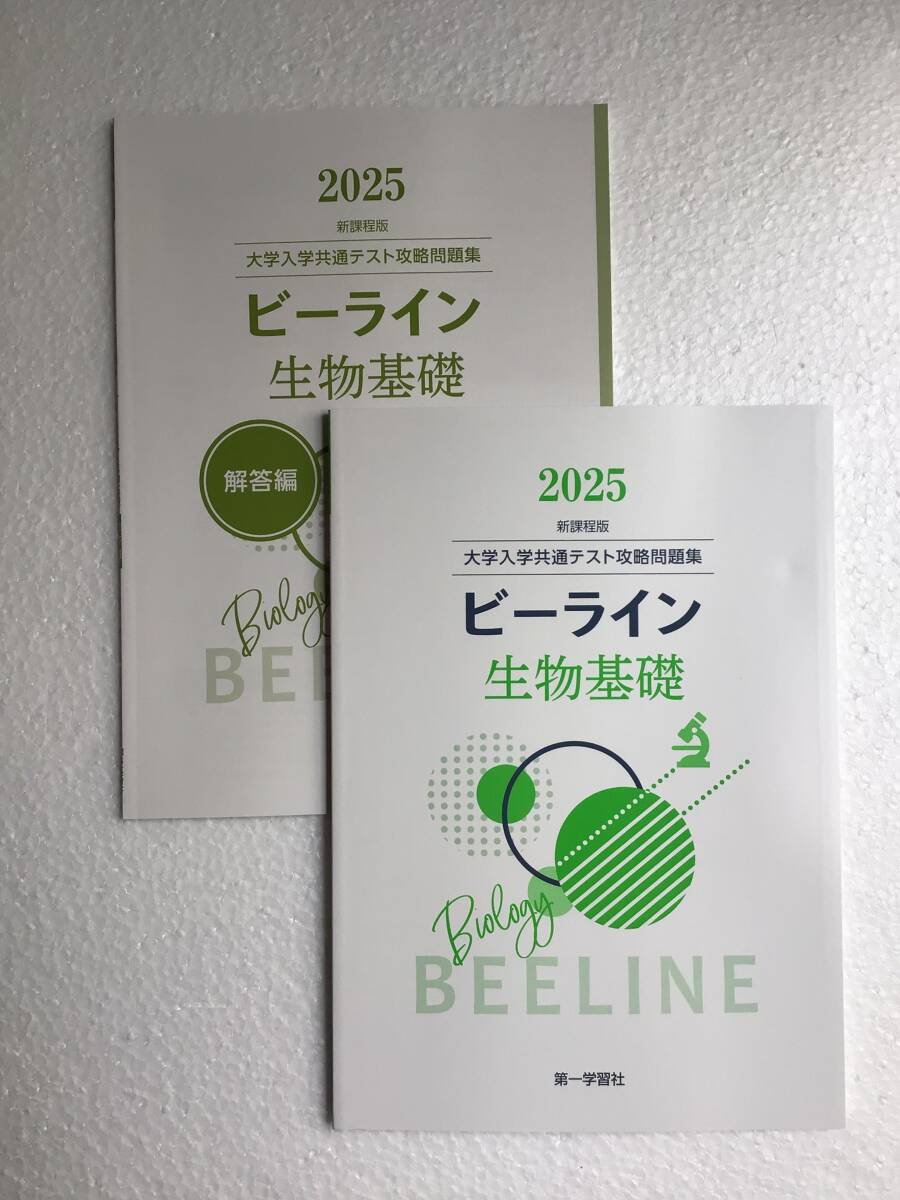 2025
新課程版
大学入学共通テスト攻略問題集
ビーライン
生物基礎
解答編
Biology
BEE
2025
新課程版
大学入学共通テスト攻略問題集
ビーライン
生物基礎
Biology
BEELINE
第一学習社